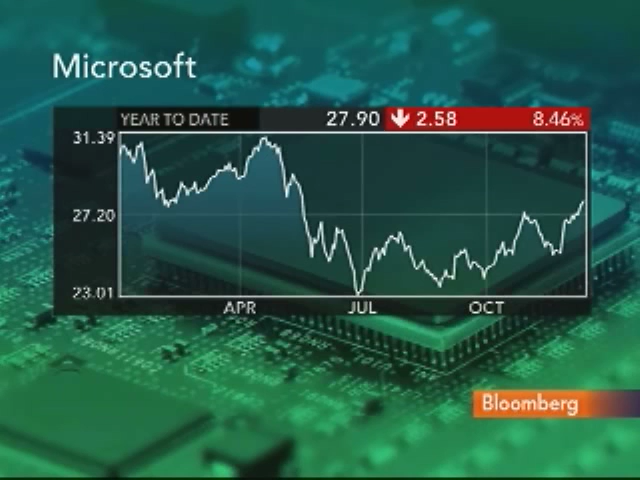 Microsoft
YEAR TO DATE 27.90 2.58 8.46%
31.39
27.20
23.01
APR JUL OCT
Bloomberg